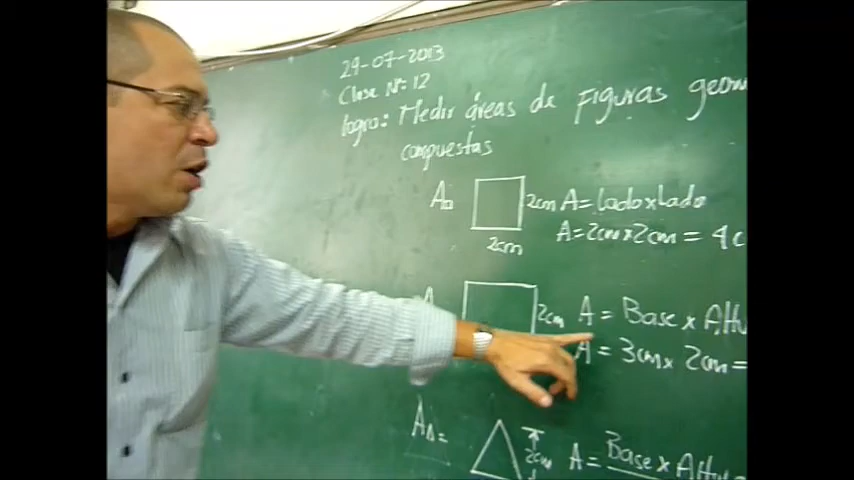 29-07-2013
Clase N° 12
logro: Medir áreas de Figuras geom
compuestas
A□ 2cm A=Lado x Lado
2cm A=2cm x 2cm = 4c
A 2cm A = Base x Altu
A = 3cm x 2cm =
A△= 2cm A = Base x Altu